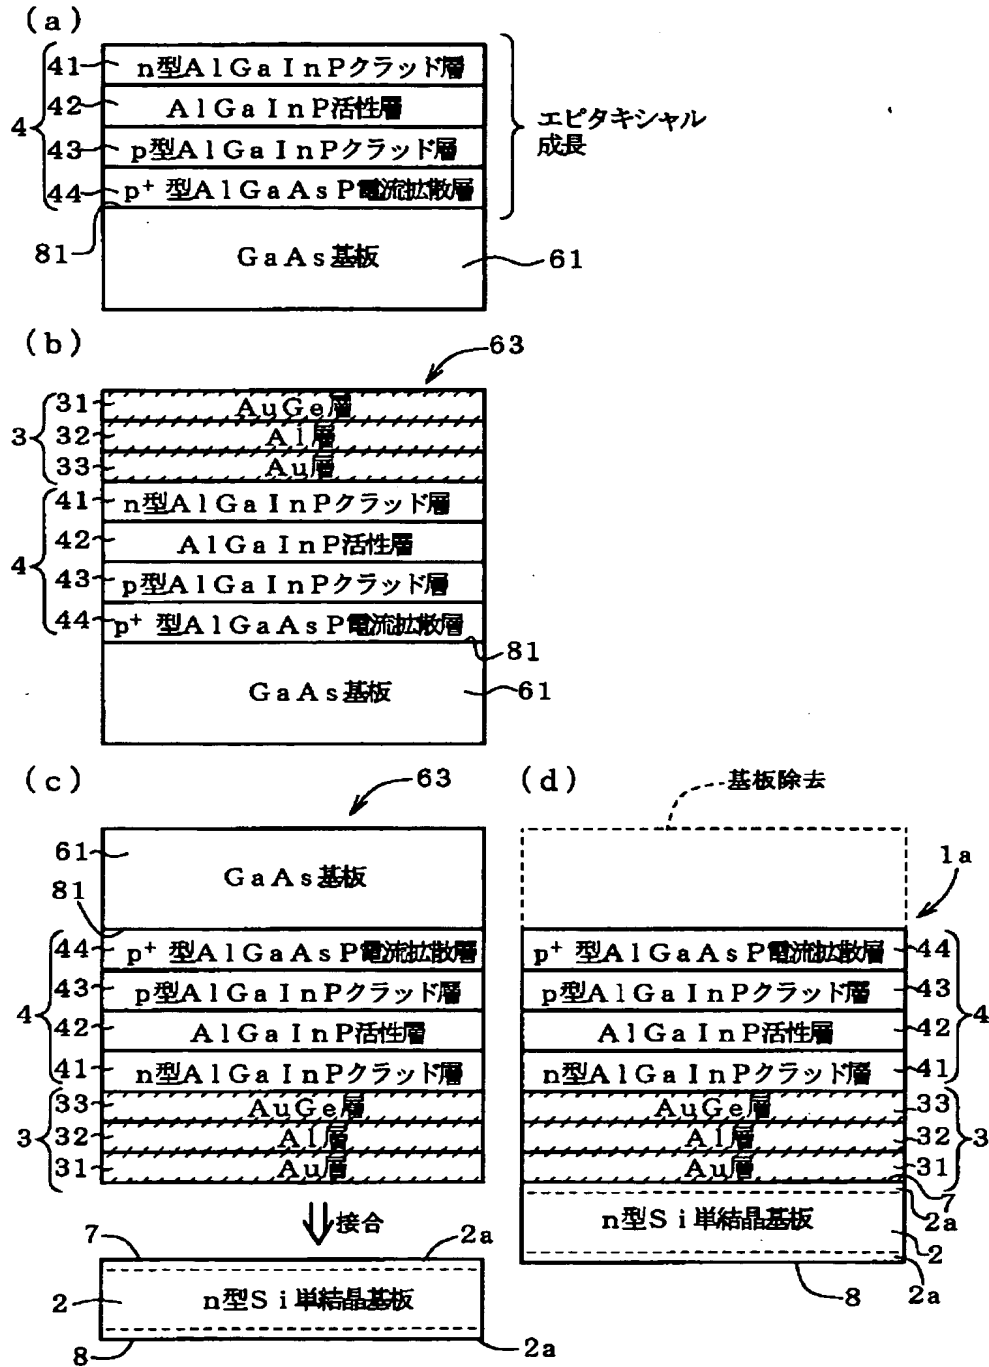 (a)
41 n型AlGaInPクラッド層
42 AlGaInP活性層
4
43 p型AlGaInPクラッド層
44 p⁺型AlGaAsP電流拡散層
エピタキシャル
成長
81
GaAs基板
61
(b)
63
31 AuGe層
3 32 Al層
33 Au層
41 n型AlGaInPクラッド層
42 AlGaInP活性層
4
43 p型AlGaInPクラッド層
44 p⁺型AlGaAsP電流拡散層
81
GaAs基板
61
(c)
63
61
GaAs基板
81
44 p⁺型AlGaAsP電流拡散層
43 p型AlGaInPクラッド層
4
42 AlGaInP活性層
41 n型AlGaInPクラッド層
33 AuGe層
3 32 Al層
31 Au層
接合
7
2a
2 n型Si単結晶基板
8
2a
(d)
基板除去
1a
p⁺型AlGaAsP電流拡散層 44
p型AlGaInPクラッド層 43
4
AlGaInP活性層 42
n型AlGaInPクラッド層 41
AuGe層 33
Al層 32 3
Au層 31
7
2a
n型Si単結晶基板
2
2a
8